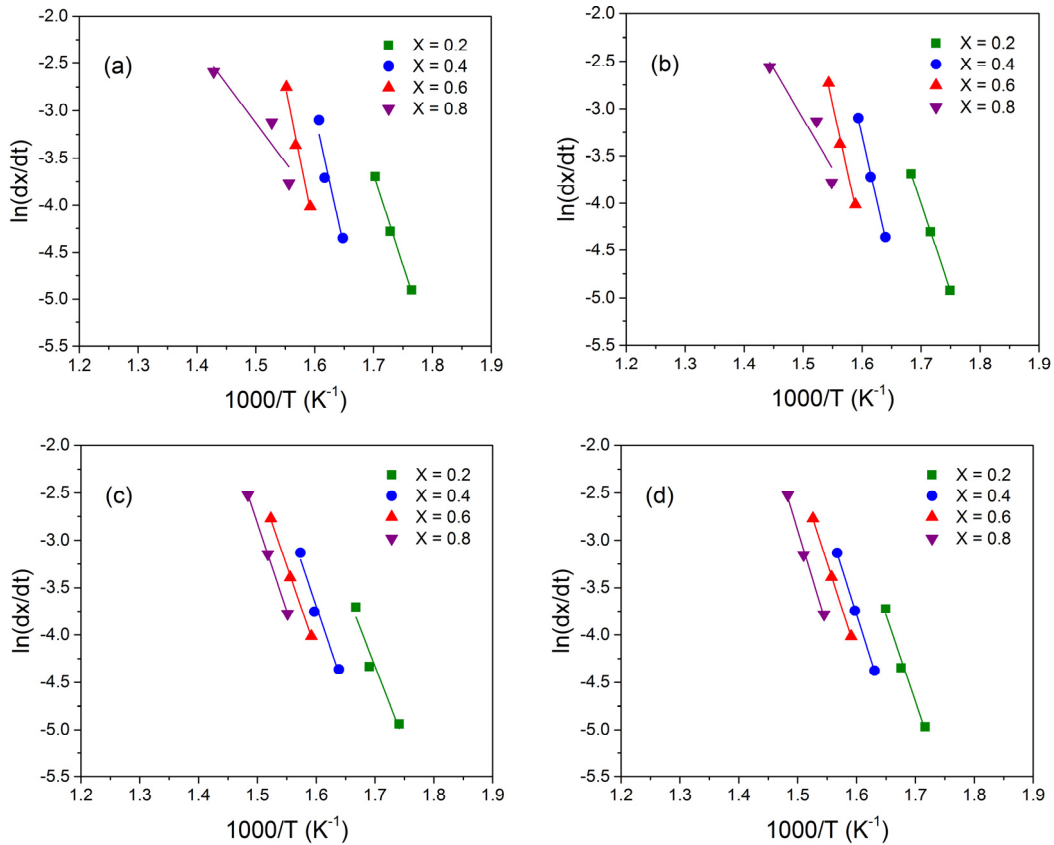 (a)
X = 0.2
X = 0.4
X = 0.6
X = 0.8
-2.0
-2.5
-3.0
-3.5
-4.0
-4.5
-5.0
-5.5
ln(dx/dt)
1.2 1.3 1.4 1.5 1.6 1.7 1.8 1.9
1000/T (K⁻¹)
(b)
X = 0.2
X = 0.4
X = 0.6
X = 0.8
-2.0
-2.5
-3.0
-3.5
-4.0
-4.5
-5.0
-5.5
ln(dx/dt)
1.2 1.3 1.4 1.5 1.6 1.7 1.8 1.9
1000/T (K⁻¹)
(c)
X = 0.2
X = 0.4
X = 0.6
X = 0.8
-2.0
-2.5
-3.0
-3.5
-4.0
-4.5
-5.0
-5.5
ln(dx/dt)
1.2 1.3 1.4 1.5 1.6 1.7 1.8 1.9
1000/T (K⁻¹)
(d)
X = 0.2
X = 0.4
X = 0.6
X = 0.8
-2.0
-2.5
-3.0
-3.5
-4.0
-4.5
-5.0
-5.5
ln(dx/dt)
1.2 1.3 1.4 1.5 1.6 1.7 1.8 1.9
1000/T (K⁻¹)